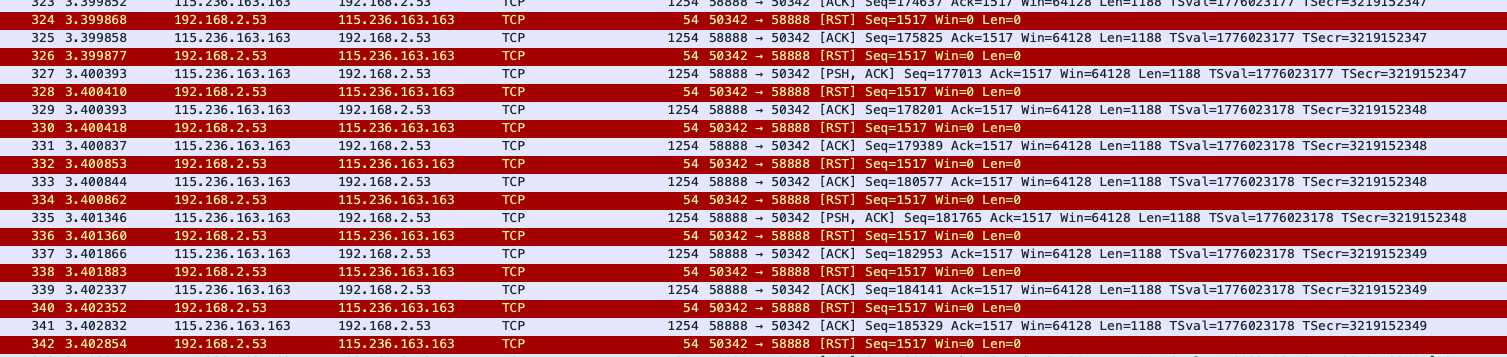 323 3.399852 115.236.163.163 192.168.2.53 TCP 1254 58888 → 50342 [ACK] Seq=174637 Ack=1517 Win=64128 Len=1188 TSval=1776023177 TSecr=3219152347
324 3.399868 192.168.2.53 115.236.163.163 TCP 54 50342 → 58888 [RST] Seq=1517 Win=0 Len=0
325 3.399858 115.236.163.163 192.168.2.53 TCP 1254 58888 → 50342 [ACK] Seq=175825 Ack=1517 Win=64128 Len=1188 TSval=1776023177 TSecr=3219152347
326 3.399877 192.168.2.53 115.236.163.163 TCP 54 50342 → 58888 [RST] Seq=1517 Win=0 Len=0
327 3.400393 115.236.163.163 192.168.2.53 TCP 1254 58888 → 50342 [PSH, ACK] Seq=177013 Ack=1517 Win=64128 Len=1188 TSval=1776023177 TSecr=3219152347
328 3.400410 192.168.2.53 115.236.163.163 TCP 54 50342 → 58888 [RST] Seq=1517 Win=0 Len=0
329 3.400393 115.236.163.163 192.168.2.53 TCP 1254 58888 → 50342 [ACK] Seq=178201 Ack=1517 Win=64128 Len=1188 TSval=1776023178 TSecr=3219152348
330 3.400418 192.168.2.53 115.236.163.163 TCP 54 50342 → 58888 [RST] Seq=1517 Win=0 Len=0
331 3.400837 115.236.163.163 192.168.2.53 TCP 1254 58888 → 50342 [ACK] Seq=179389 Ack=1517 Win=64128 Len=1188 TSval=1776023178 TSecr=3219152348
332 3.400853 192.168.2.53 115.236.163.163 TCP 54 50342 → 58888 [RST] Seq=1517 Win=0 Len=0
333 3.400844 115.236.163.163 192.168.2.53 TCP 1254 58888 → 50342 [ACK] Seq=180577 Ack=1517 Win=64128 Len=1188 TSval=1776023178 TSecr=3219152348
334 3.400862 192.168.2.53 115.236.163.163 TCP 54 50342 → 58888 [RST] Seq=1517 Win=0 Len=0
335 3.401346 115.236.163.163 192.168.2.53 TCP 1254 58888 → 50342 [PSH, ACK] Seq=181765 Ack=1517 Win=64128 Len=1188 TSval=1776023178 TSecr=3219152348
336 3.401360 192.168.2.53 115.236.163.163 TCP 54 50342 → 58888 [RST] Seq=1517 Win=0 Len=0
337 3.401866 115.236.163.163 192.168.2.53 TCP 1254 58888 → 50342 [ACK] Seq=182953 Ack=1517 Win=64128 Len=1188 TSval=1776023178 TSecr=3219152349
338 3.401883 192.168.2.53 115.236.163.163 TCP 54 50342 → 58888 [RST] Seq=1517 Win=0 Len=0
339 3.402337 115.236.163.163 192.168.2.53 TCP 1254 58888 → 50342 [ACK] Seq=184141 Ack=1517 Win=64128 Len=1188 TSval=1776023178 TSecr=3219152349
340 3.402352 192.168.2.53 115.236.163.163 TCP 54 50342 → 58888 [RST] Seq=1517 Win=0 Len=0
341 3.402832 115.236.163.163 192.168.2.53 TCP 1254 58888 → 50342 [ACK] Seq=185329 Ack=1517 Win=64128 Len=1188 TSval=1776023178 TSecr=3219152349
342 3.402854 192.168.2.53 115.236.163.163 TCP 54 50342 → 58888 [RST] Seq=1517 Win=0 Len=0